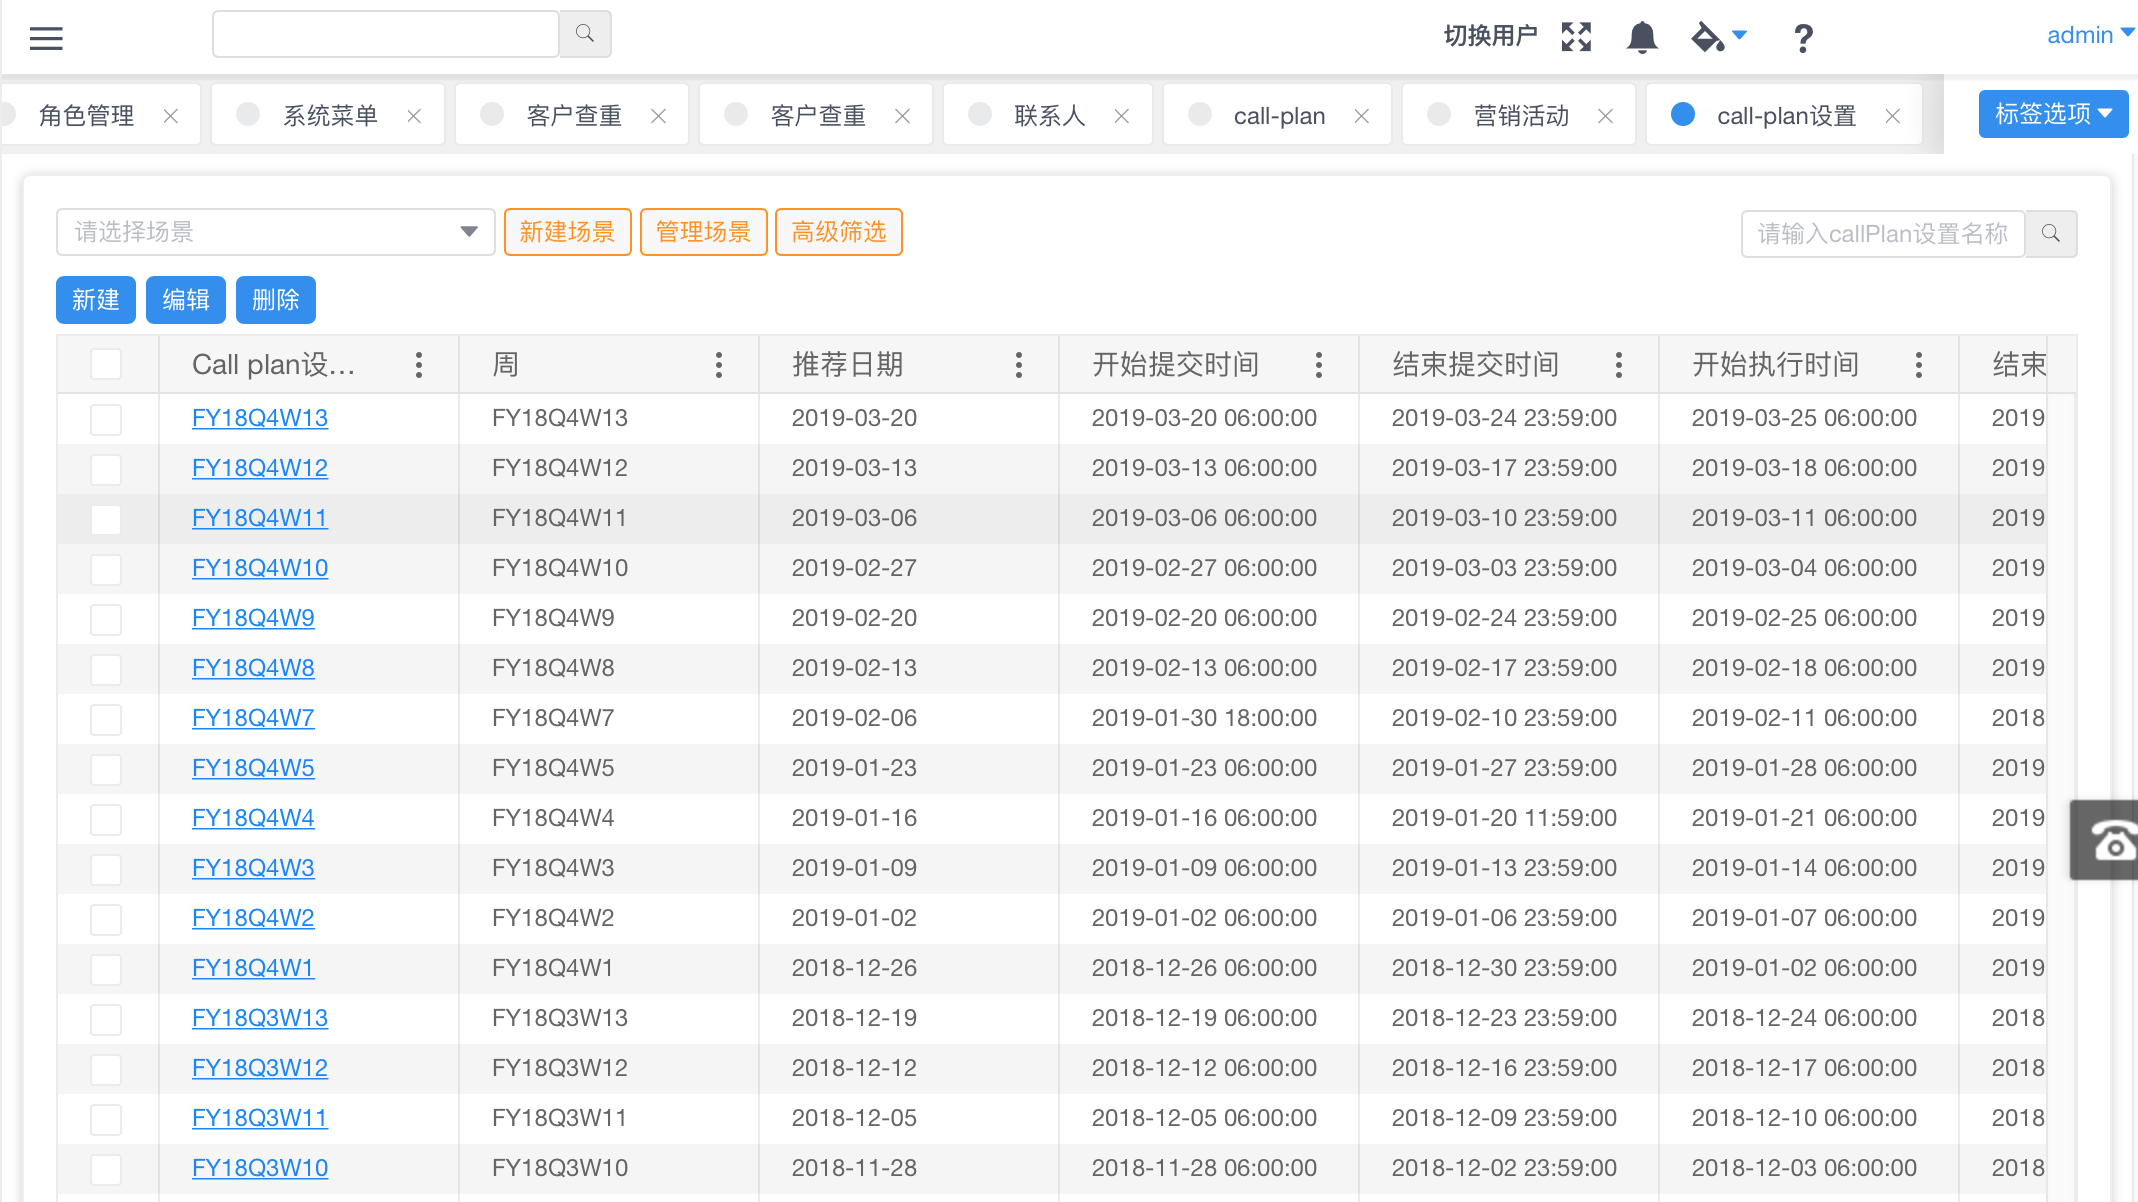 切换用户 admin
角色管理 系统菜单 客户查重 客户查重 联系人 call-plan 营销活动 call-plan设置 标签选项
请选择场景 新建场景 管理场景 高级筛选 请输入callPlan设置名称
新建 编辑 删除
Call plan设... 周 推荐日期 开始提交时间 结束提交时间 开始执行时间 结束
FY18Q4W13 FY18Q4W13 2019-03-20 2019-03-20 06:00:00 2019-03-24 23:59:00 2019-03-25 06:00:00 2019
FY18Q4W12 FY18Q4W12 2019-03-13 2019-03-13 06:00:00 2019-03-17 23:59:00 2019-03-18 06:00:00 2019
FY18Q4W11 FY18Q4W11 2019-03-06 2019-03-06 06:00:00 2019-03-10 23:59:00 2019-03-11 06:00:00 2019
FY18Q4W10 FY18Q4W10 2019-02-27 2019-02-27 06:00:00 2019-03-03 23:59:00 2019-03-04 06:00:00 2019
FY18Q4W9 FY18Q4W9 2019-02-20 2019-02-20 06:00:00 2019-02-24 23:59:00 2019-02-25 06:00:00 2019
FY18Q4W8 FY18Q4W8 2019-02-13 2019-02-13 06:00:00 2019-02-17 23:59:00 2019-02-18 06:00:00 2019
FY18Q4W7 FY18Q4W7 2019-02-06 2019-01-30 18:00:00 2019-02-10 23:59:00 2019-02-11 06:00:00 2018
FY18Q4W5 FY18Q4W5 2019-01-23 2019-01-23 06:00:00 2019-01-27 23:59:00 2019-01-28 06:00:00 2019
FY18Q4W4 FY18Q4W4 2019-01-16 2019-01-16 06:00:00 2019-01-20 11:59:00 2019-01-21 06:00:00 2019
FY18Q4W3 FY18Q4W3 2019-01-09 2019-01-09 06:00:00 2019-01-13 23:59:00 2019-01-14 06:00:00 2019
FY18Q4W2 FY18Q4W2 2019-01-02 2019-01-02 06:00:00 2019-01-06 23:59:00 2019-01-07 06:00:00 2019
FY18Q4W1 FY18Q4W1 2018-12-26 2018-12-26 06:00:00 2018-12-30 23:59:00 2019-01-02 06:00:00 2019
FY18Q3W13 FY18Q3W13 2018-12-19 2018-12-19 06:00:00 2018-12-23 23:59:00 2018-12-24 06:00:00 2018
FY18Q3W12 FY18Q3W12 2018-12-12 2018-12-12 06:00:00 2018-12-16 23:59:00 2018-12-17 06:00:00 2018
FY18Q3W11 FY18Q3W11 2018-12-05 2018-12-05 06:00:00 2018-12-09 23:59:00 2018-12-10 06:00:00 2018
FY18Q3W10 FY18Q3W10 2018-11-28 2018-11-28 06:00:00 2018-12-02 23:59:00 2018-12-03 06:00:00 2018